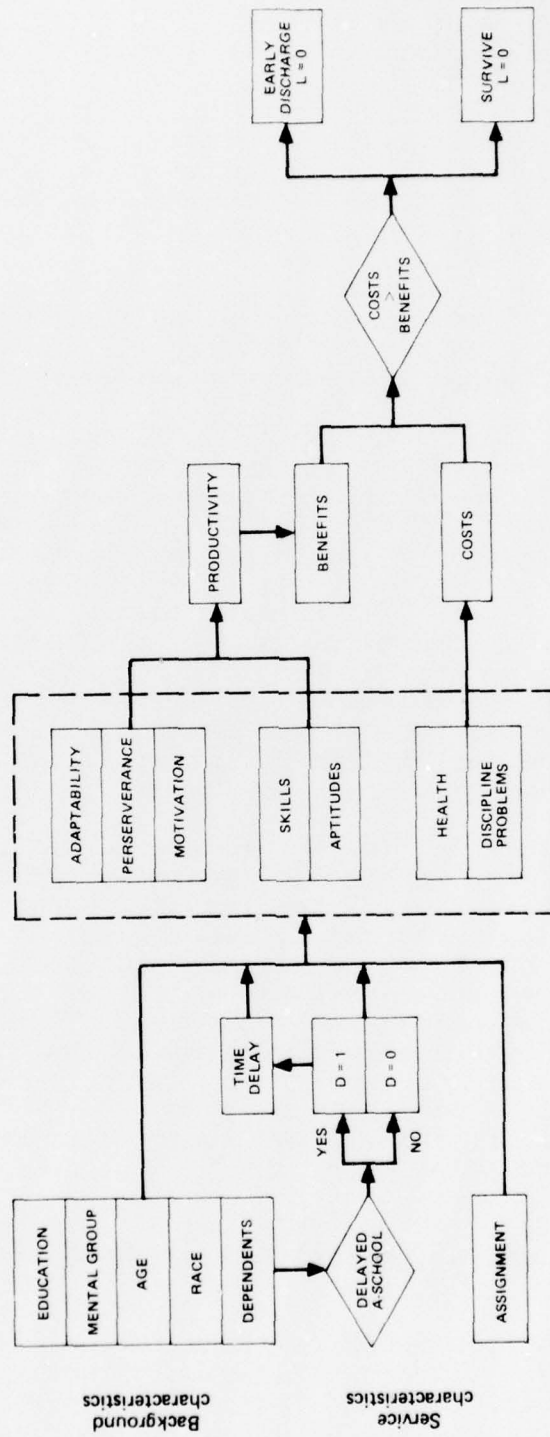 Background
characteristics
EDUCATION
MENTAL GROUP
AGE
RACE
DEPENDENTS
Service
characteristics
DELAYED
A-SCHOOL
YES
NO
D = 1
D = 0
TIME
DELAY
ASSIGNMENT
ADAPTABILITY
PERSERVERANCE
MOTIVATION
SKILLS
APTITUDES
HEALTH
DISCIPLINE
PROBLEMS
PRODUCTIVITY
BENEFITS
COSTS
COSTS
>
BENEFITS
EARLY
DISCHARGE
L = 0
SURVIVE
L = 0